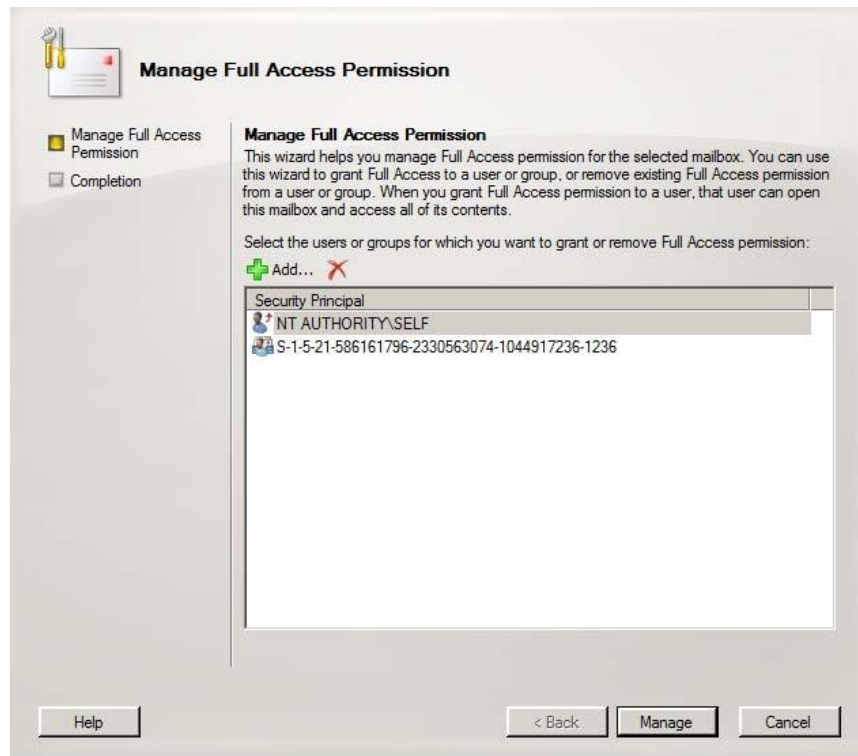 Manage Full Access Permission
Manage Full Access
Permission
Completion
Manage Full Access Permission
This wizard helps you manage Full Access permission for the selected mailbox. You can use
this wizard to grant Full Access to a user or group, or remove existing Full Access permission
from a user or group. When you grant Full Access permission to a user, that user can open
this mailbox and access all of its contents.
Select the users or groups for which you want to grant or remove Full Access permission:
Add...
Security Principal
NT AUTHORITY\SELF
S-1-5-21-586161796-2330563074-1044917236-1236
Help
< Back
Manage
Cancel